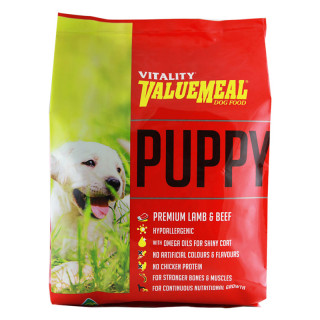 VITALITY
VALUEMEAL
DOG FOOD
PUPPY
PREMIUM LAMB & BEEF
HYPOALLERGENIC
WITH OMEGA OILS FOR SHINY COAT
NO ARTIFICIAL COLOURS & FLAVOURS
NO CHICKEN PROTEIN
FOR STRONGER BONES & MUSCLES
FOR CONTINUOUS NUTRITIONAL GROWTH